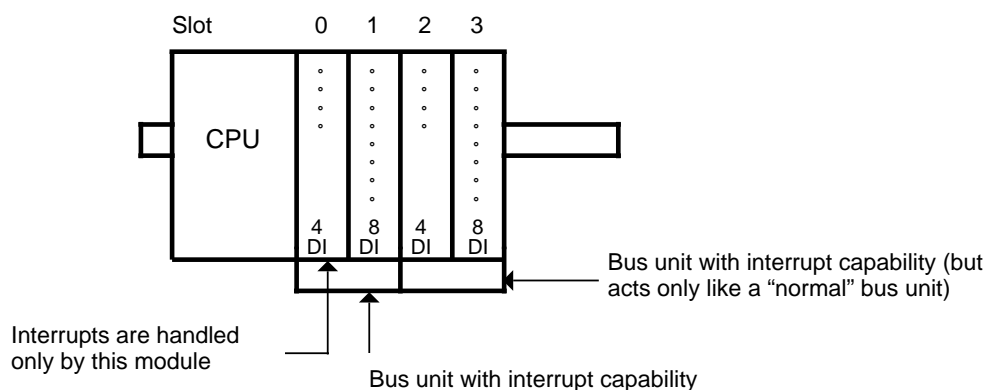 Slot 0 1 2 3
CPU
4 8 4 8
DI DI DI DI
Bus unit with interrupt capability (but
acts only like a “normal” bus unit)
Interrupts are handled
only by this module
Bus unit with interrupt capability